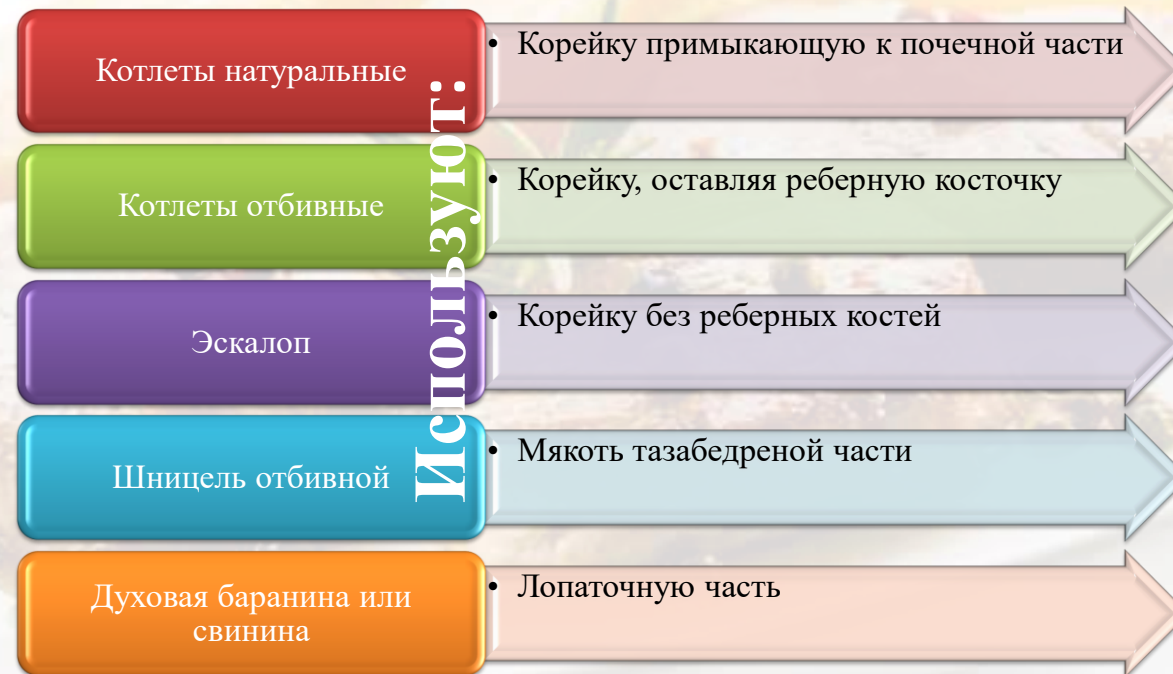 Используют:
Котлеты натуральные
• Корейку примыкающую к почечной части
Котлеты отбивные
• Корейку, оставляя реберную косточку
Эскалоп
• Корейку без реберных костей
Шницель отбивной
• Мякоть тазабедреной части
Духовая баранина или
свинина
• Лопаточную часть